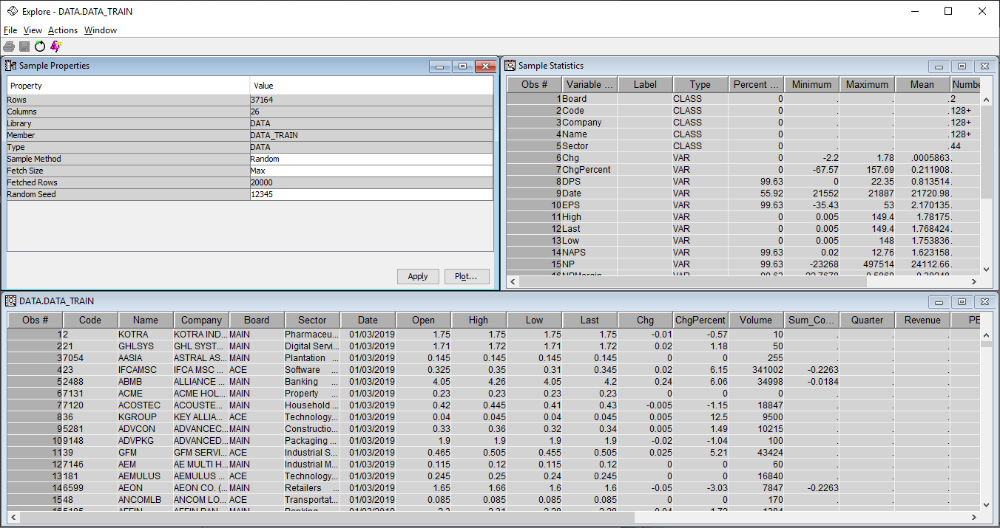 Explore - DATA.DATA_TRAIN
File View Actions Window
Sample Properties
Property Value
Rows 37164
Columns 26
Library DATA
Member DATA_TRAIN
Type DATA
Sample Method Random
Fetch Size Max
Fetched Rows 20000
Random Seed 12345
Apply Plot...
Sample Statistics
Obs # Variable ... Label Type Percent ... Minimum Maximum Mean Numbe
1 Board CLASS 0 . . . 2
2 Code CLASS 0 . . . 128+
3 Company CLASS 0 . . . 128+
4 Name CLASS 0 . . . 128+
5 Sector CLASS 0 . . . 44
6 Chg VAR 0 -2.2 1.78 .0005863 .
7 ChgPercent VAR 0 -67.57 157.69 0.211908 .
8 DPS VAR 99.63 0 22.35 0.813514 .
9 Date VAR 55.92 21552 21887 21720.98 .
10 EPS VAR 99.63 -35.43 53 2.170135 .
11 High VAR 0 0.005 149.4 1.78175 .
12 Last VAR 0 0.005 149.4 1.768424 .
13 Low VAR 0 0.005 148 1.753836 .
14 NAPS VAR 99.63 0.02 12.76 1.623158 .
15 NP VAR 99.63 -23268 497514 24112.66 .
DATA.DATA_TRAIN
Obs # Code Name Company Board Sector Date Open High Low Last Chg ChgPercent Volume Sum_Co... Quarter Revenue PE
1 2 KOTRA KOTRA IND... MAIN Pharmaceu... 01/03/2019 1.75 1.75 1.75 1.75 -0.01 -0.57 10 . . . .
2 21 GHLSYS GHL SYST... MAIN Digital Servi... 01/03/2019 1.71 1.72 1.71 1.72 0.02 1.18 50 . . .
3 7054 AASIA ASTRAL AS... MAIN Plantation ... 01/03/2019 0.145 0.145 0.145 0.145 0 0 255 . . .
4 23 IFCAMSC IFCA MSC ... ACE Software ... 01/03/2019 0.325 0.35 0.31 0.345 0.02 6.15 341002 -0.2263 . .
5 2488 ABMB ALLIANCE ... MAIN Banking ... 01/03/2019 4.05 4.26 4.05 4.2 0.24 6.06 34998 -0.0184 . .
6 7131 ACME ACME HOL... MAIN Property ... 01/03/2019 0.23 0.23 0.23 0.23 0 0 0 . . .
7 7120 ACOSTEC ACOUSTE... MAIN Household ... 01/03/2019 0.42 0.445 0.41 0.43 -0.005 -1.15 18847 . . .
8 36 KGROUP KEY ALLIA... ACE Technology... 01/03/2019 0.04 0.045 0.04 0.045 0.005 12.5 9500 . . .
9 5281 ADVCON ADVANCEC... MAIN Constructio... 01/03/2019 0.33 0.36 0.32 0.34 0.005 1.49 10215 . . .
10 9148 ADVPKG ADVANCED... MAIN Packaging ... 01/03/2019 1.9 1.9 1.9 1.9 -0.02 -1.04 100 . . .
11 39 GFM GFM SERVI... ACE Industrial S... 01/03/2019 0.465 0.505 0.455 0.505 0.025 5.21 43424 . . .
12 7146 AEM AE MULTI H... MAIN Industrial M... 01/03/2019 0.115 0.12 0.115 0.12 0 0 60 . . .
13 181 AEMULUS AEMULUS ... ACE Technology... 01/03/2019 0.245 0.25 0.24 0.245 0 0 16840 . . .
14 6599 AEON AEON CO. (... MAIN Retailers ... 01/03/2019 1.65 1.66 1.6 1.6 -0.05 -3.03 7847 -0.2263 . .
15 48 ANCOMLB ANCOM LO... ACE Transportat... 01/03/2019 0.085 0.085 0.085 0.085 0 0 170 . . .